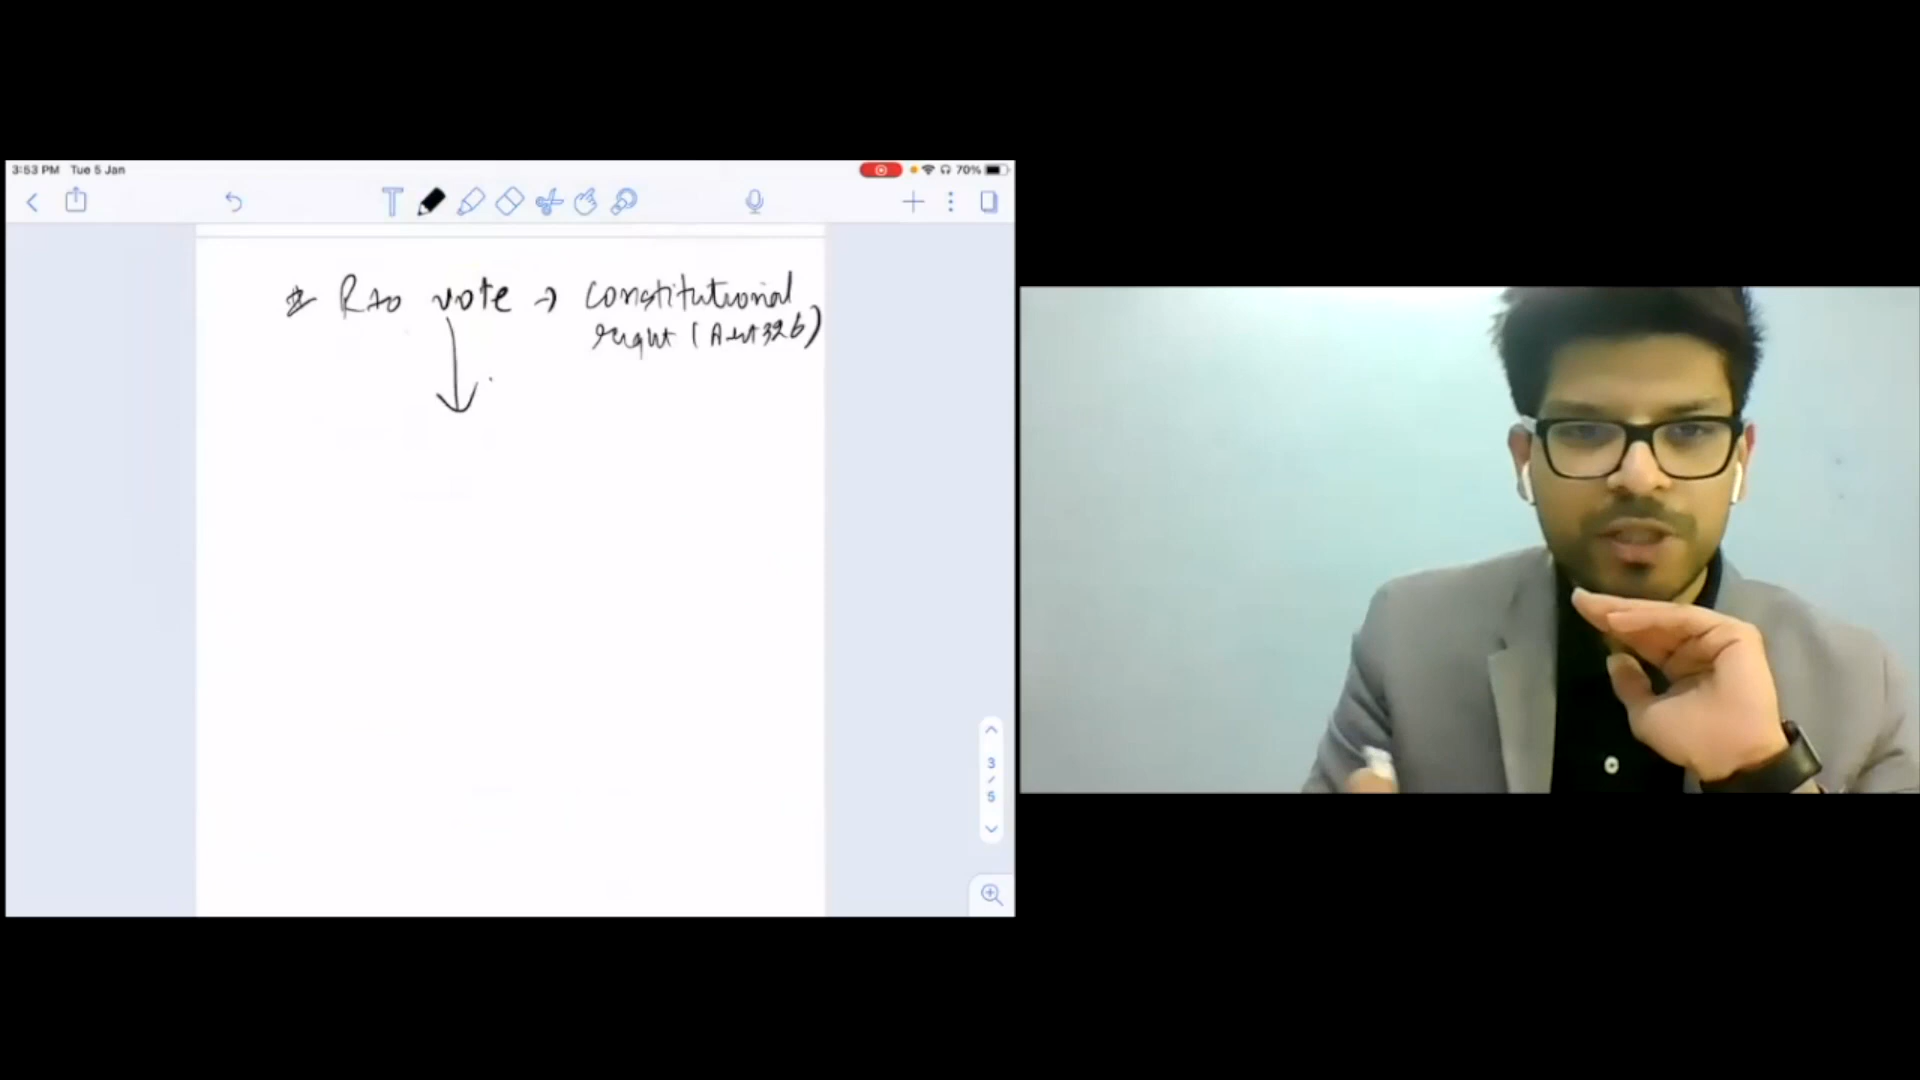 3:53 PM Tue 5 Jan
70%
T
* R to vote → constitutional
right (Art 326)
3
/
5